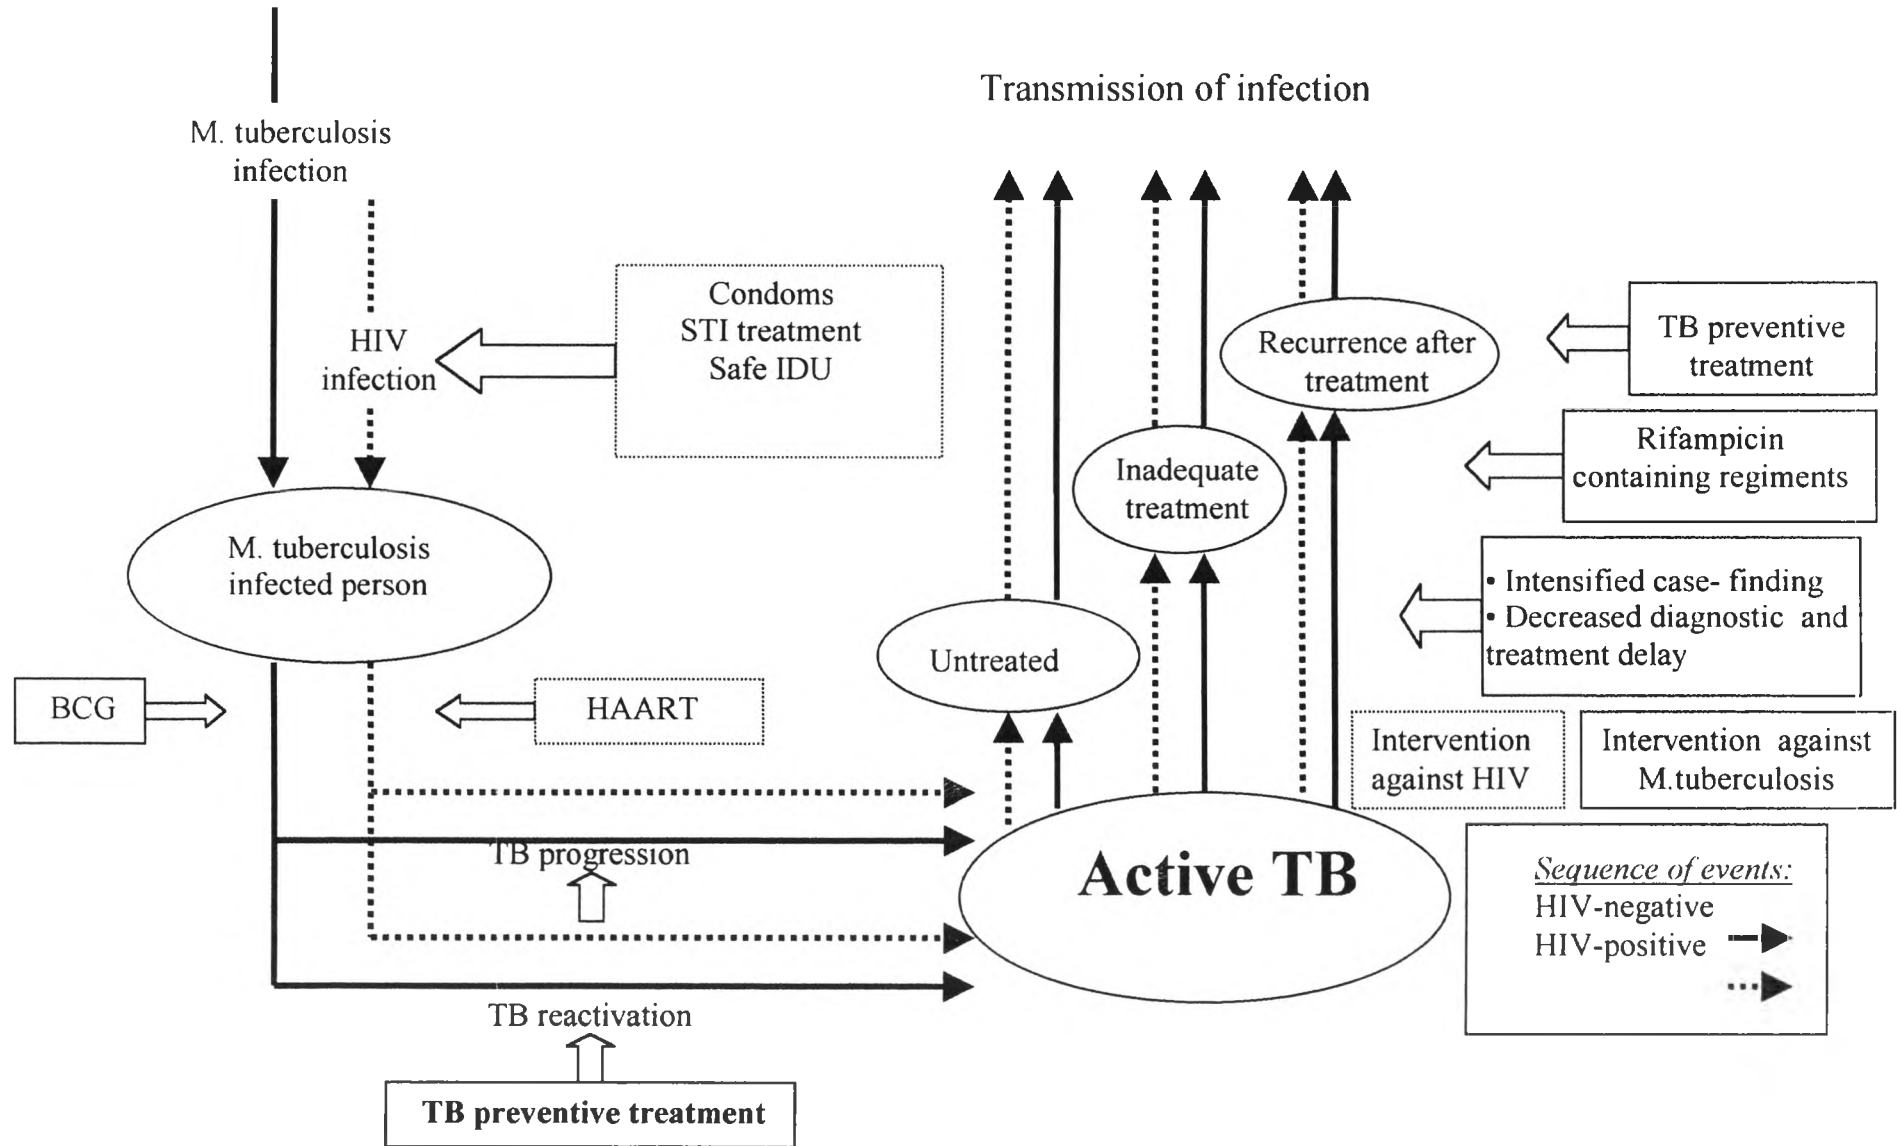 Transmission of infection
M. tuberculosis
infection
HIV
infection
Condoms
STI treatment
Safe IDU
Recurrence after
treatment
TB preventive
treatment
Inadequate
treatment
Rifampicin
containing regiments
M. tuberculosis
infected person
• Intensified case- finding
• Decreased diagnostic and
treatment delay
Untreated
BCG
HAART
Intervention
against HIV
Intervention against
M.tuberculosis
TB progression
Active TB
Sequence of events:
HIV-negative
HIV-positive
TB reactivation
TB preventive treatment